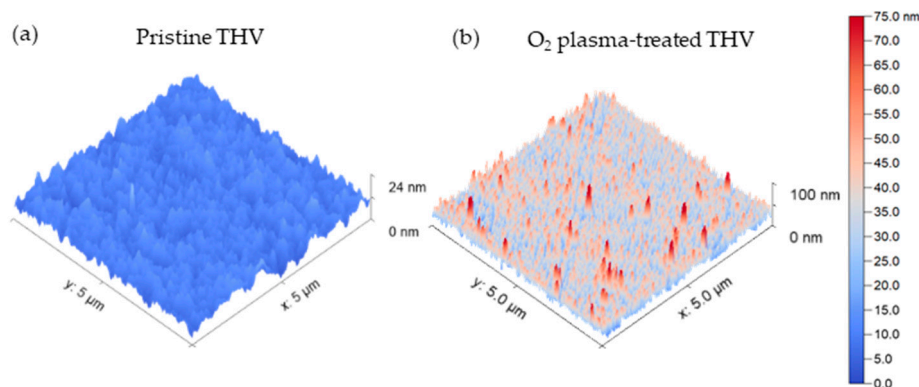 (a) Pristine THV
(b) O₂ plasma-treated THV
24 nm
0 nm
y: 5 µm
x: 5 µm
100 nm
0 nm
y: 5.0 µm
x: 5.0 µm
75.0 nm
70.0
65.0
60.0
55.0
50.0
45.0
40.0
35.0
30.0
25.0
20.0
15.0
10.0
5.0
0.0